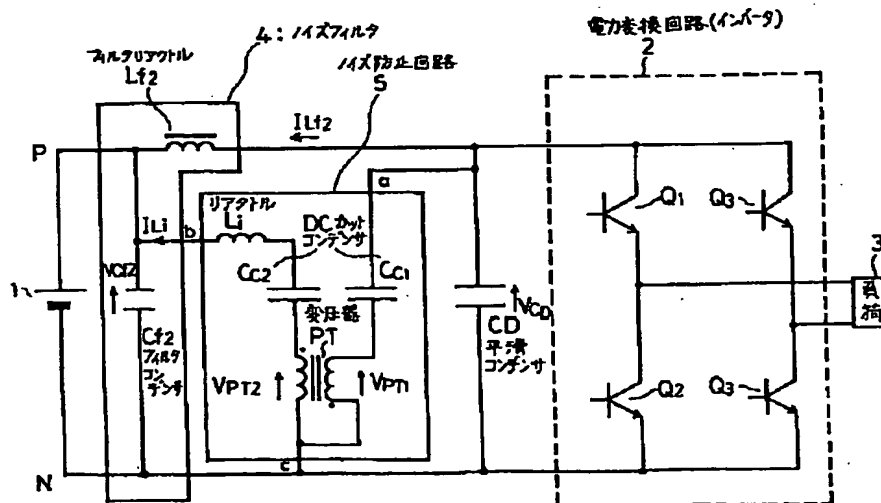 電力変換回路(インバータ)
2
4:ノイズフィルタ
フィルタリアクトル
Lf2
ノイズ防止回路
5
ILf2
P
a
リアクトル
Li
ILi
b
DCカット
コンデンサ
CC2
CC1
Q1
Q3
3
負荷
1
VCf2
Cf2
フィルタ
コンデンサ
変圧器
PT
VPT2
VPT1
CD
平滑
コンデンサ
VCD
Q2
Q3
c
N